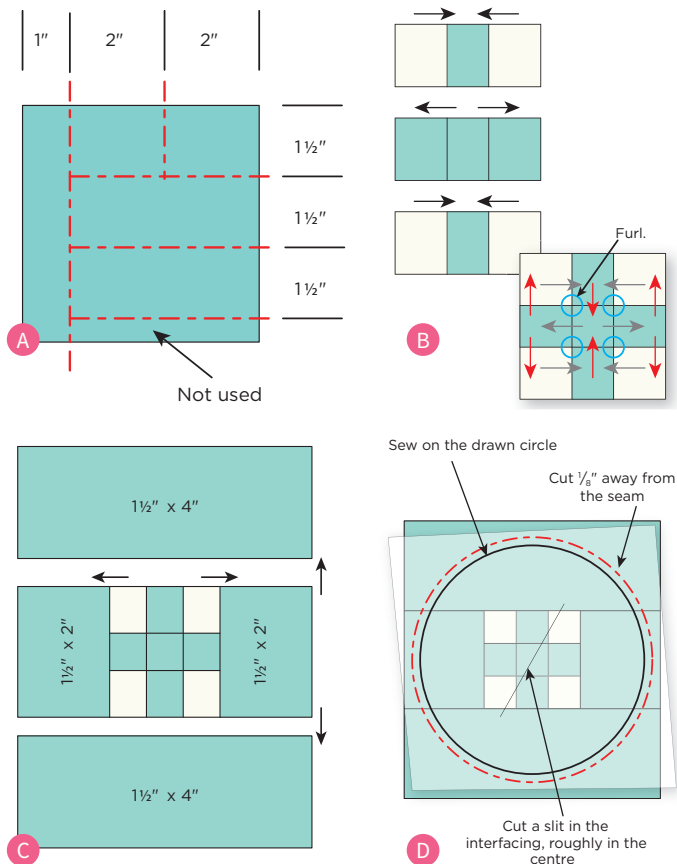 1"
2"
2"
1½"
1½"
1½"
A
Not used
Furl.
B
1½" x 4"
1½" x 2"
1½" x 2"
1½" x 4"
C
Sew on the drawn circle
Cut ⅛" away from
the seam
Cut a slit in the
interfacing, roughly in the
centre
D